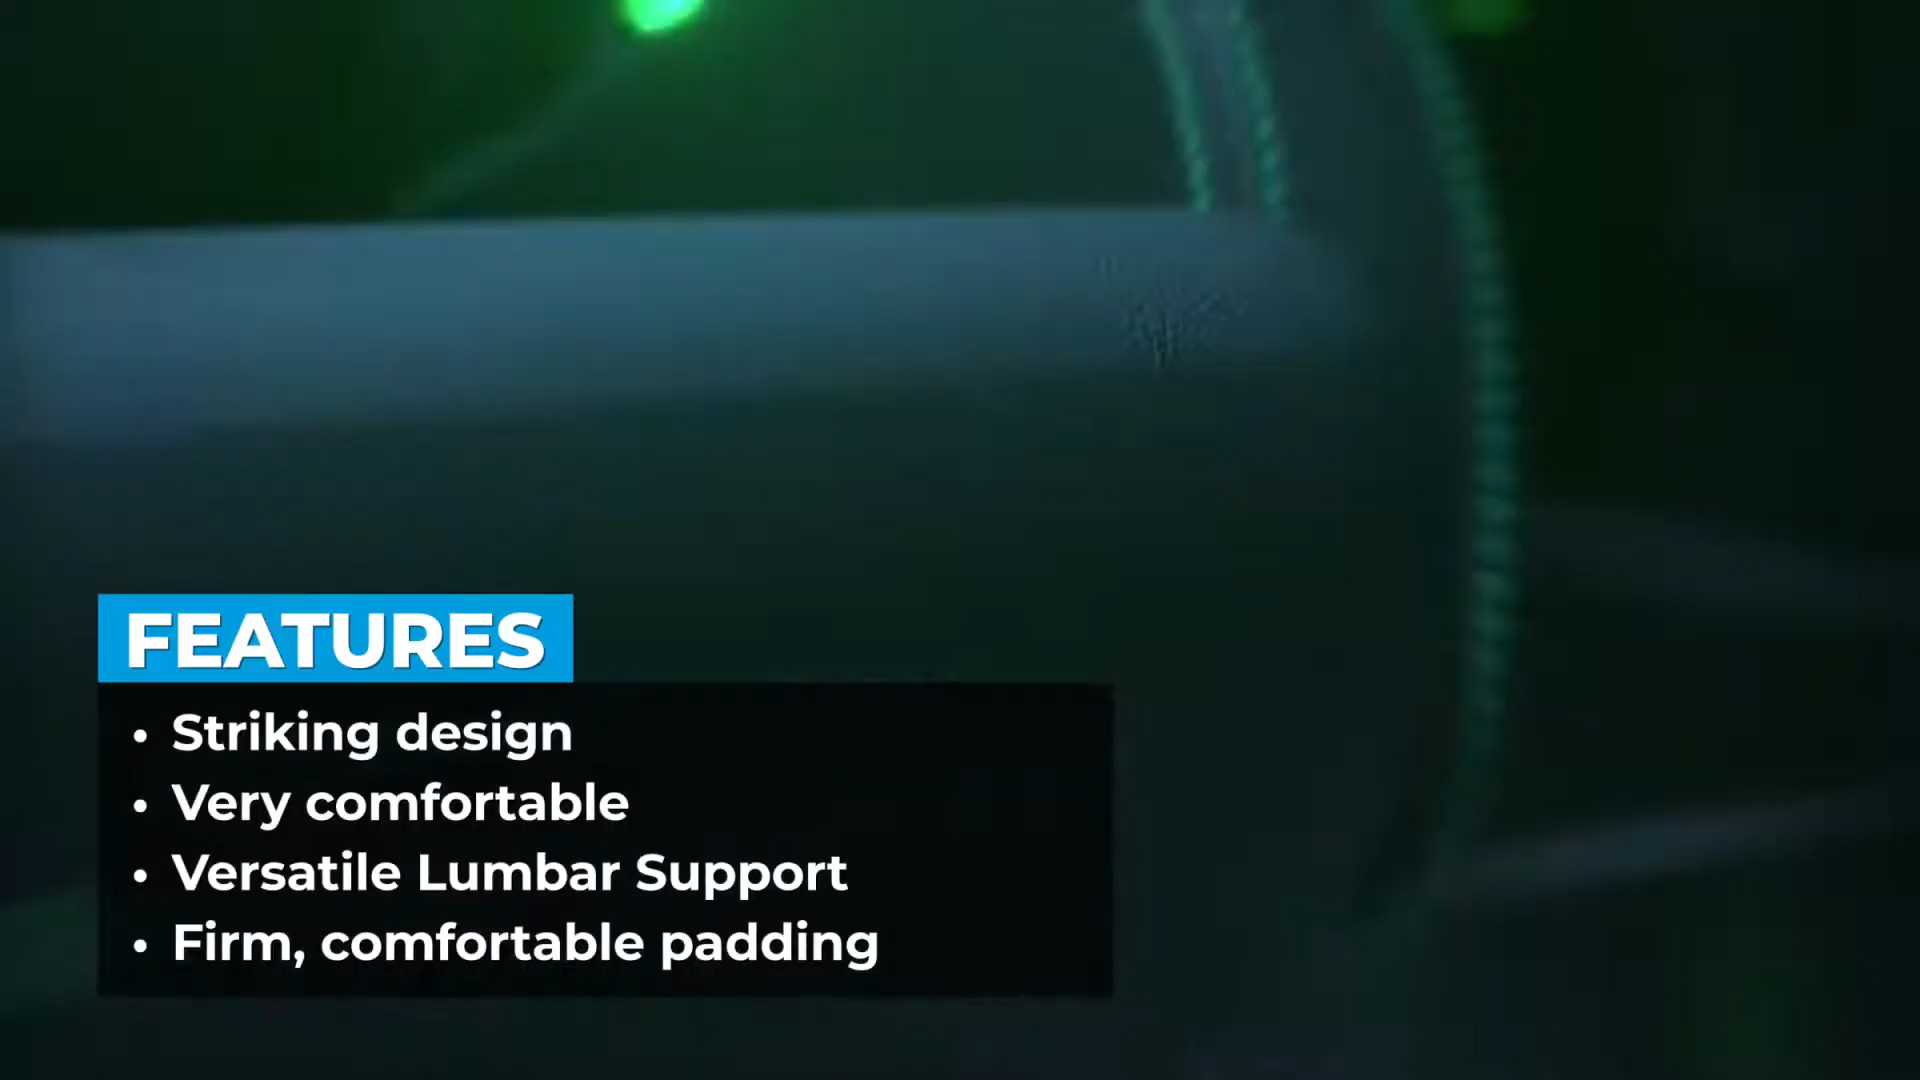 FEATURES
• Striking design
• Very comfortable
• Versatile Lumbar Support
• Firm, comfortable padding